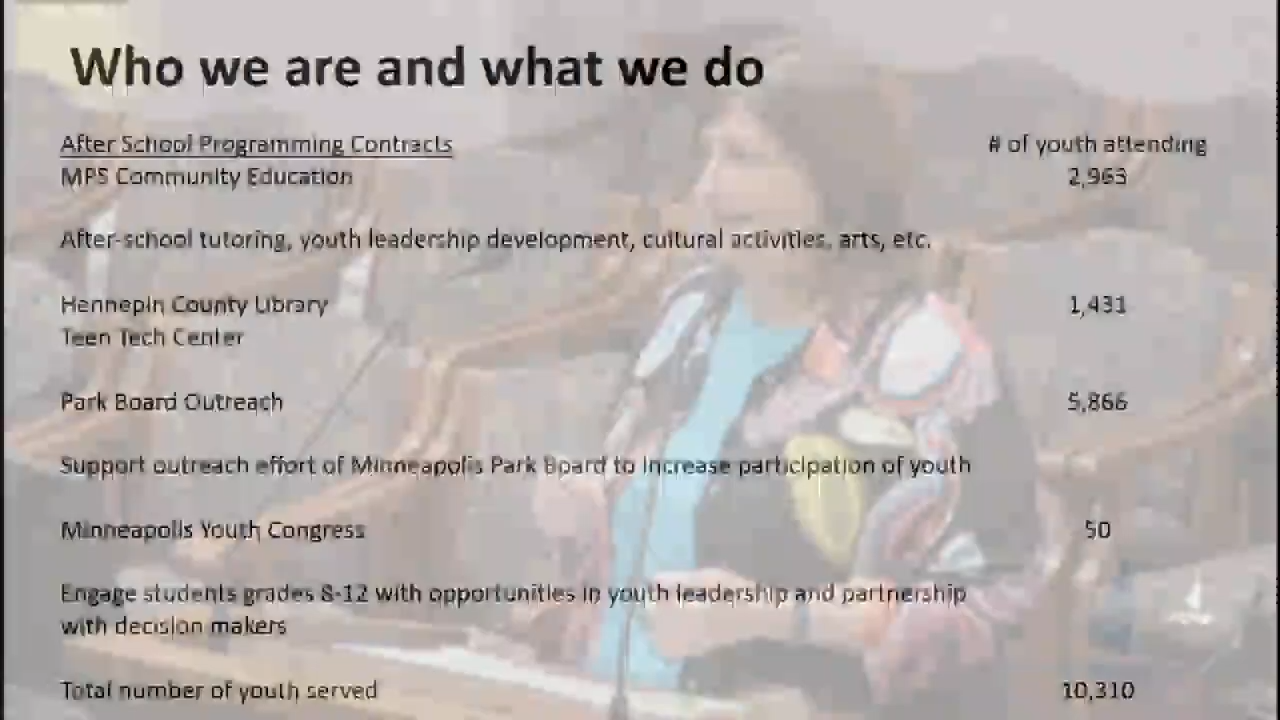 Who we are and what we do
After School Programming Contracts # of youth attending
MPS Community Education 2,963
After-school tutoring, youth leadership development, cultural activities, arts, etc.
Hennepin County Library 1,431
Teen Tech Center
Park Board Outreach 5,866
Support outreach effort of Minneapolis Park Board to increase participation of youth
Minneapolis Youth Congress 50
Engage students grades 8-12 with opportunities in youth leadership and partnership
with decision makers
Total number of youth served 10,310